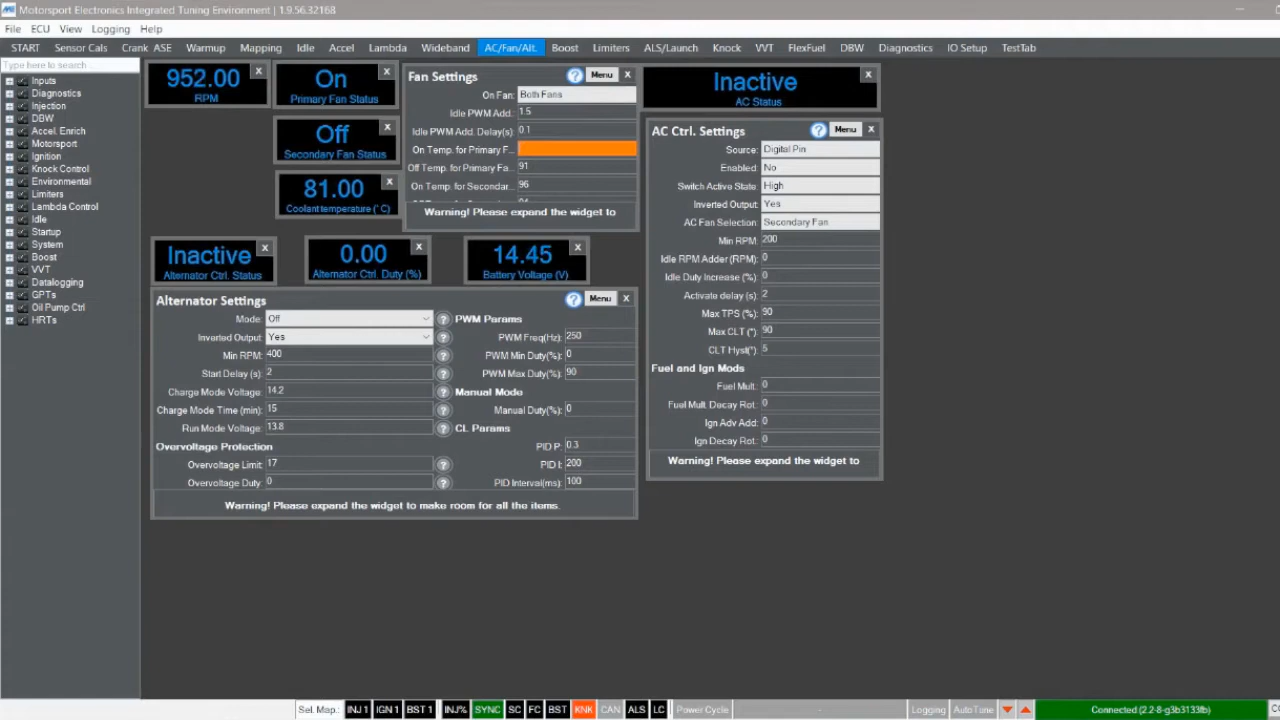 Motorsport Electronics Integrated Tuning Environment | 1.9.56.32168
File ECU View Logging Help
START Sensor Cals Crank ASE Warmup Mapping Idle Accel Lambda Wideband AC/Fan/Alt. Boost Limiters ALS/Launch Knock VVT FlexFuel DBW Diagnostics IO Setup TestTab
Type here to search ...
Inputs
Diagnostics
Injection
DBW
Accel. Enrich
Motorsport
Ignition
Knock Control
Environmental
Limiters
Lambda Control
Idle
Startup
System
Boost
VVT
Datalogging
GPTs
Oil Pump Ctrl
HRTs
952.00 X
RPM
On X
Primary Fan Status
Off X
Secondary Fan Status
81.00 X
Coolant temperature (°C)
Fan Settings ? Menu X
On Fan: Both Fans
Idle PWM Add.: 1.5
Idle PWM Add. Delay(s): 0.1
On Temp. for Primary F...
Off Temp. for Primary Fa... 91
On Temp. for Secondar... 96
Warning! Please expand the widget to
Inactive X
AC Status
AC Ctrl. Settings ? Menu X
Source: Digital Pin
Enabled: No
Switch Active State: High
Inverted Output: Yes
AC Fan Selection: Secondary Fan
Min RPM: 200
Idle RPM Adder (RPM): 0
Idle Duty Increase (%): 0
Activate delay (s): 2
Max TPS (%): 90
Max CLT (°): 90
CLT Hyst(°): 5
Fuel and Ign Mods
Fuel Mult.: 0
Fuel Mult. Decay Rot.: 0
Ign Adv Add: 0
Ign Decay Rot.: 0
Warning! Please expand the widget to
Inactive X
Alternator Ctrl. Status
0.00 X
Alternator Ctrl. Duty (%)
14.45 X
Battery Voltage (V)
Alternator Settings ? Menu X
Mode: Off ?
Inverted Output: Yes ?
Min RPM: 400 ?
Start Delay (s): 2 ?
Charge Mode Voltage: 14.2 ?
Charge Mode Time (min): 15 ?
Run Mode Voltage: 13.8 ?
Overvoltage Protection
Overvoltage Limit: 17 ?
Overvoltage Duty: 0 ?
PWM Params
PWM Freq(Hz): 250
PWM Min Duty(%): 0
PWM Max Duty(%): 90
Manual Mode
Manual Duty(%): 0
CL Params
PID P: 0.3
PID I: 200
PID Interval(ms): 100
Warning! Please expand the widget to make room for all the items.
Sel. Map.: INJ 1 IGN 1 BST 1 INJ% SYNC SC FC BST KNK CAN ALS LC Power Cycle - Logging AutoTune Connected (2.2-8-g3b3133fb)